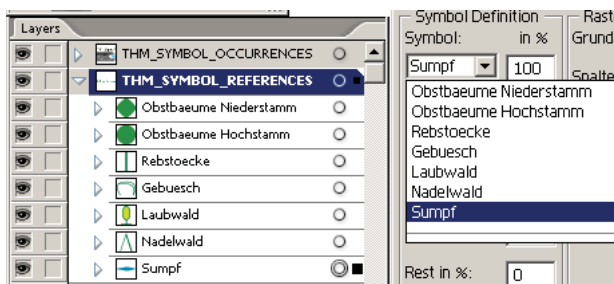 Layers
THM_SYMBOL_OCCURRENCES
THM_SYMBOL_REFERENCES
Obstbaeume Niederstamm
Obstbaeume Hochstamm
Rebstoecke
Gebuesch
Laubwald
Nadelwald
Sumpf
Symbol Definition
Symbol: in %
Sumpf 100
Obstbaeume Niederstamm
Obstbaeume Hochstamm
Rebstoecke
Gebuesch
Laubwald
Nadelwald
Sumpf
Rest in %: 0
Rast
Grund
Spalte